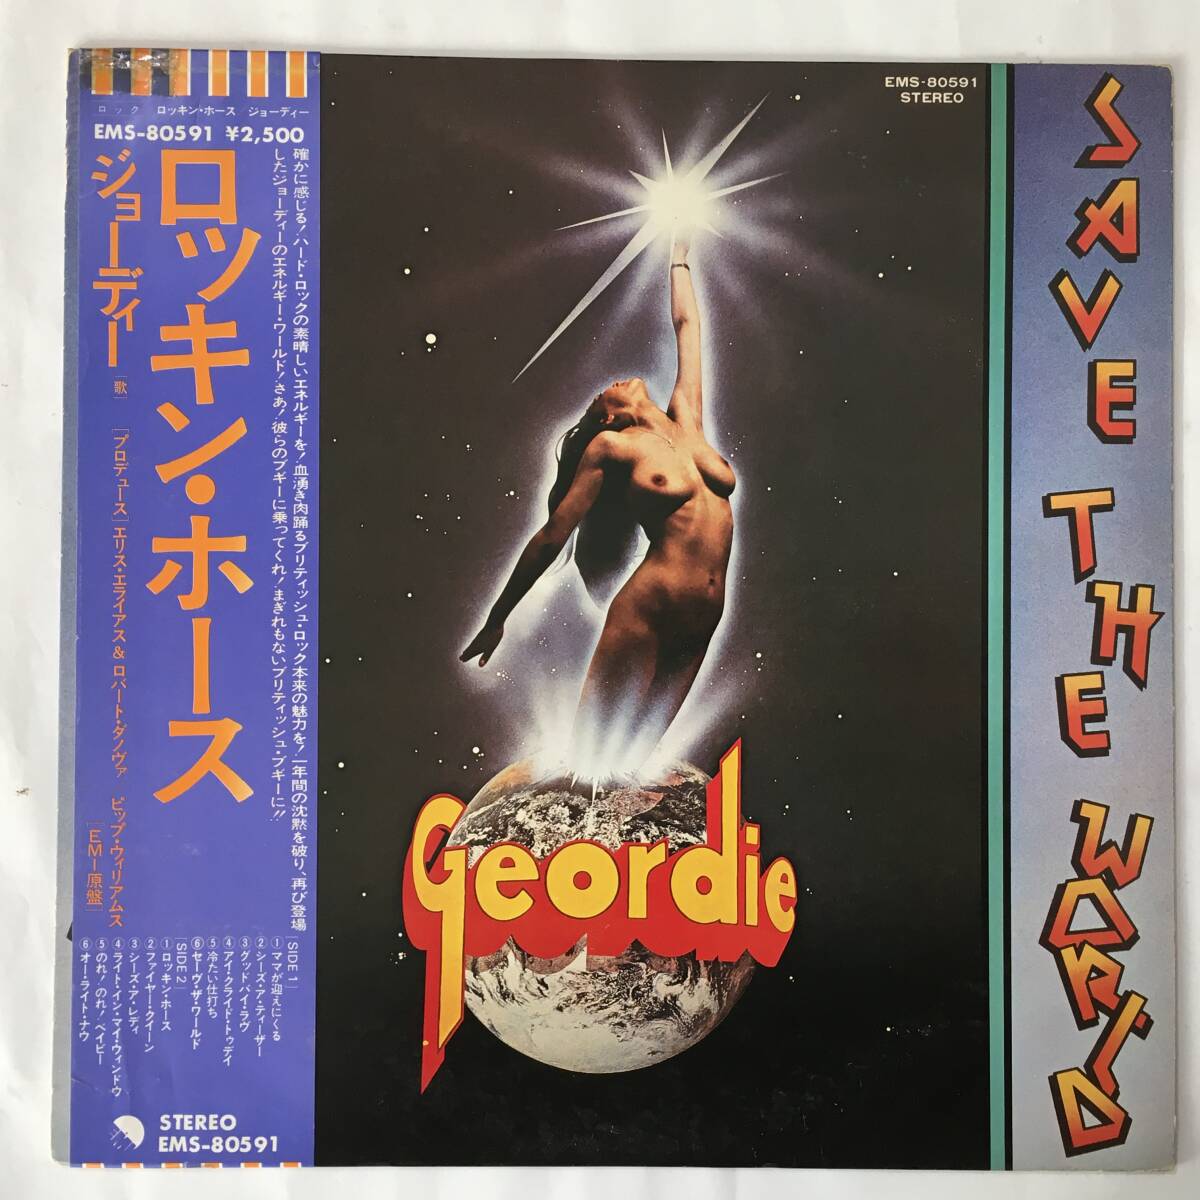 ロック ロッキン・ホース ジョーディー
EMS-80591 ¥2,500
確かに感じる!ハード・ロックの素晴しいエネルギーを!血湧き肉踊るブリティッシュ・ロック本来の魅力を!一年間の沈黙を破り、再び登場
したジョーディーのエネルギー・ワールド!さあ!彼らのブギーに乗ってくれ!まぎれもないブリティッシュ・ブギーに!!
ロッキン・ホース
ジョーディー[歌]
[プロデュース]エリス・エライアス&ロバート・ダノヴァ ピップ・ウィリアムス
[EMI原盤]
[SIDE 1]
①ママが迎えにくる
②シーズ・ア・ティーザー
③グッドバイ・ラヴ
④アイ・クライド・トゥデイ
⑤冷たい仕打ち
⑥セーヴ・ザ・ワールド
[SIDE 2]
①ロッキン・ホース
②ファイヤー・クイーン
③シーズ・ア・レディ
④ライト・イン・マイ・ウィンドウ
⑤のれ!のれ!ベイビー
⑥オーライト・ナウ
STEREO
EMS-80591
EMS-80591
STEREO
Geordie
SAVE THE WORLD